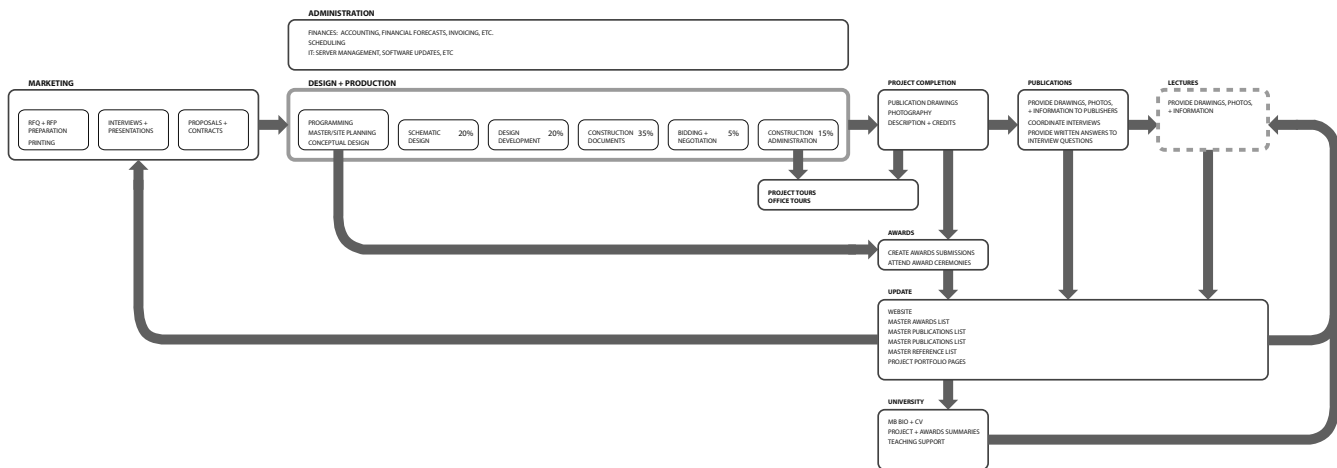 ADMINISTRATION
FINANCES: ACCOUNTING, FINANCIAL FORECASTS, INVOICING, ETC.
SCHEDULING
IT: SERVER MANAGEMENT, SOFTWARE UPDATES, ETC
MARKETING
RFQ + RFP
PREPARATION
PRINTING
INTERVIEWS +
PRESENTATIONS
PROPOSALS +
CONTRACTS
DESIGN + PRODUCTION
PROGRAMMING
MASTER/SITE PLANNING
CONCEPTUAL DESIGN
SCHEMATIC 20%
DESIGN
DESIGN 20%
DEVELOPMENT
CONSTRUCTION 35%
DOCUMENTS
BIDDING + 5%
NEGOTIATION
CONSTRUCTION 15%
ADMINISTRATION
PROJECT COMPLETION
PUBLICATION DRAWINGS
PHOTOGRAPHY
DESCRIPTION + CREDITS
PUBLICATIONS
PROVIDE DRAWINGS, PHOTOS,
+ INFORMATION TO PUBLISHERS
COORDINATE INTERVIEWS
PROVIDE WRITTEN ANSWERS TO
INTERVIEW QUESTIONS
LECTURES
PROVIDE DRAWINGS, PHOTOS,
+ INFORMATION
PROJECT TOURS
OFFICE TOURS
AWARDS
CREATE AWARDS SUBMISSIONS
ATTEND AWARD CEREMONIES
UPDATE
WEBSITE
MASTER AWARDS LIST
MASTER PUBLICATIONS LIST
MASTER PUBLICATIONS LIST
MASTER REFERENCE LIST
PROJECT PORTFOLIO PAGES
UNIVERSITY
MB BIO + CV
PROJECT + AWARDS SUMMARIES
TEACHING SUPPORT